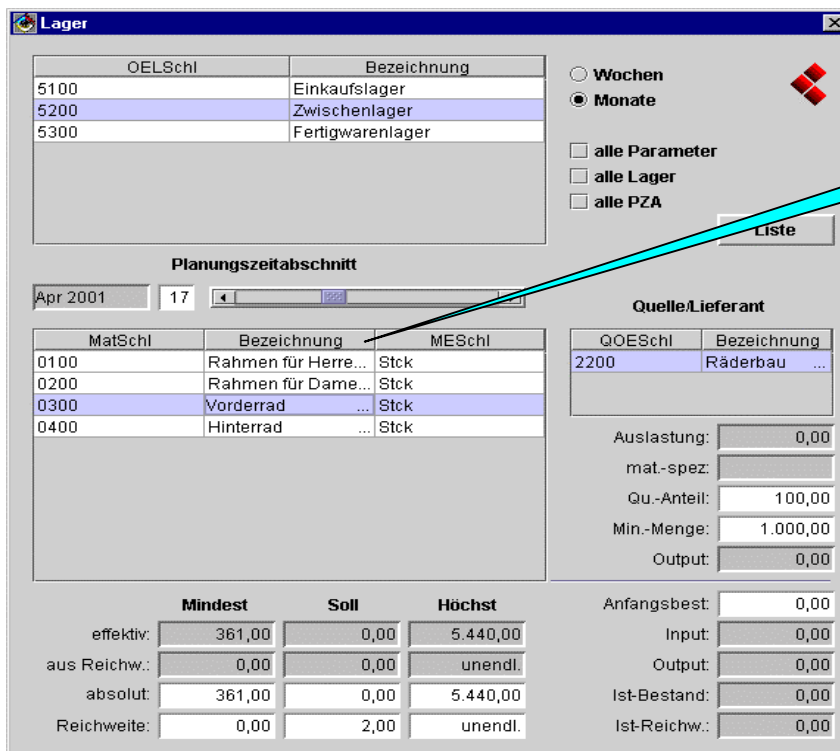 Lager
OELSchl Bezeichnung
5100 Einkaufslager
5200 Zwischenlager
5300 Fertigwarenlager
Wochen
Monate
alle Parameter
alle Lager
alle PZA
Liste
Planungszeitabschnitt
Apr 2001 17
MatSchl Bezeichnung MESchl
0100 Rahmen für Herre... Stck
0200 Rahmen für Dame... Stck
0300 Vorderrad ... Stck
0400 Hinterrad ... Stck
Quelle/Lieferant
QOESchl Bezeichnung
2200 Räderbau ...
Auslastung: 0,00
mat.-spez:
Qu.-Anteil: 100,00
Min.-Menge: 1.000,00
Output: 0,00
Mindest Soll Höchst
effektiv: 361,00 0,00 5.440,00
aus Reichw.: 0,00 0,00 unendl.
absolut: 361,00 0,00 5.440,00
Reichweite: 0,00 2,00 unendl.
Anfangsbest: 0,00
Input: 0,00
Output: 0,00
Ist-Bestand: 0,00
Ist-Reichw.: 0,00